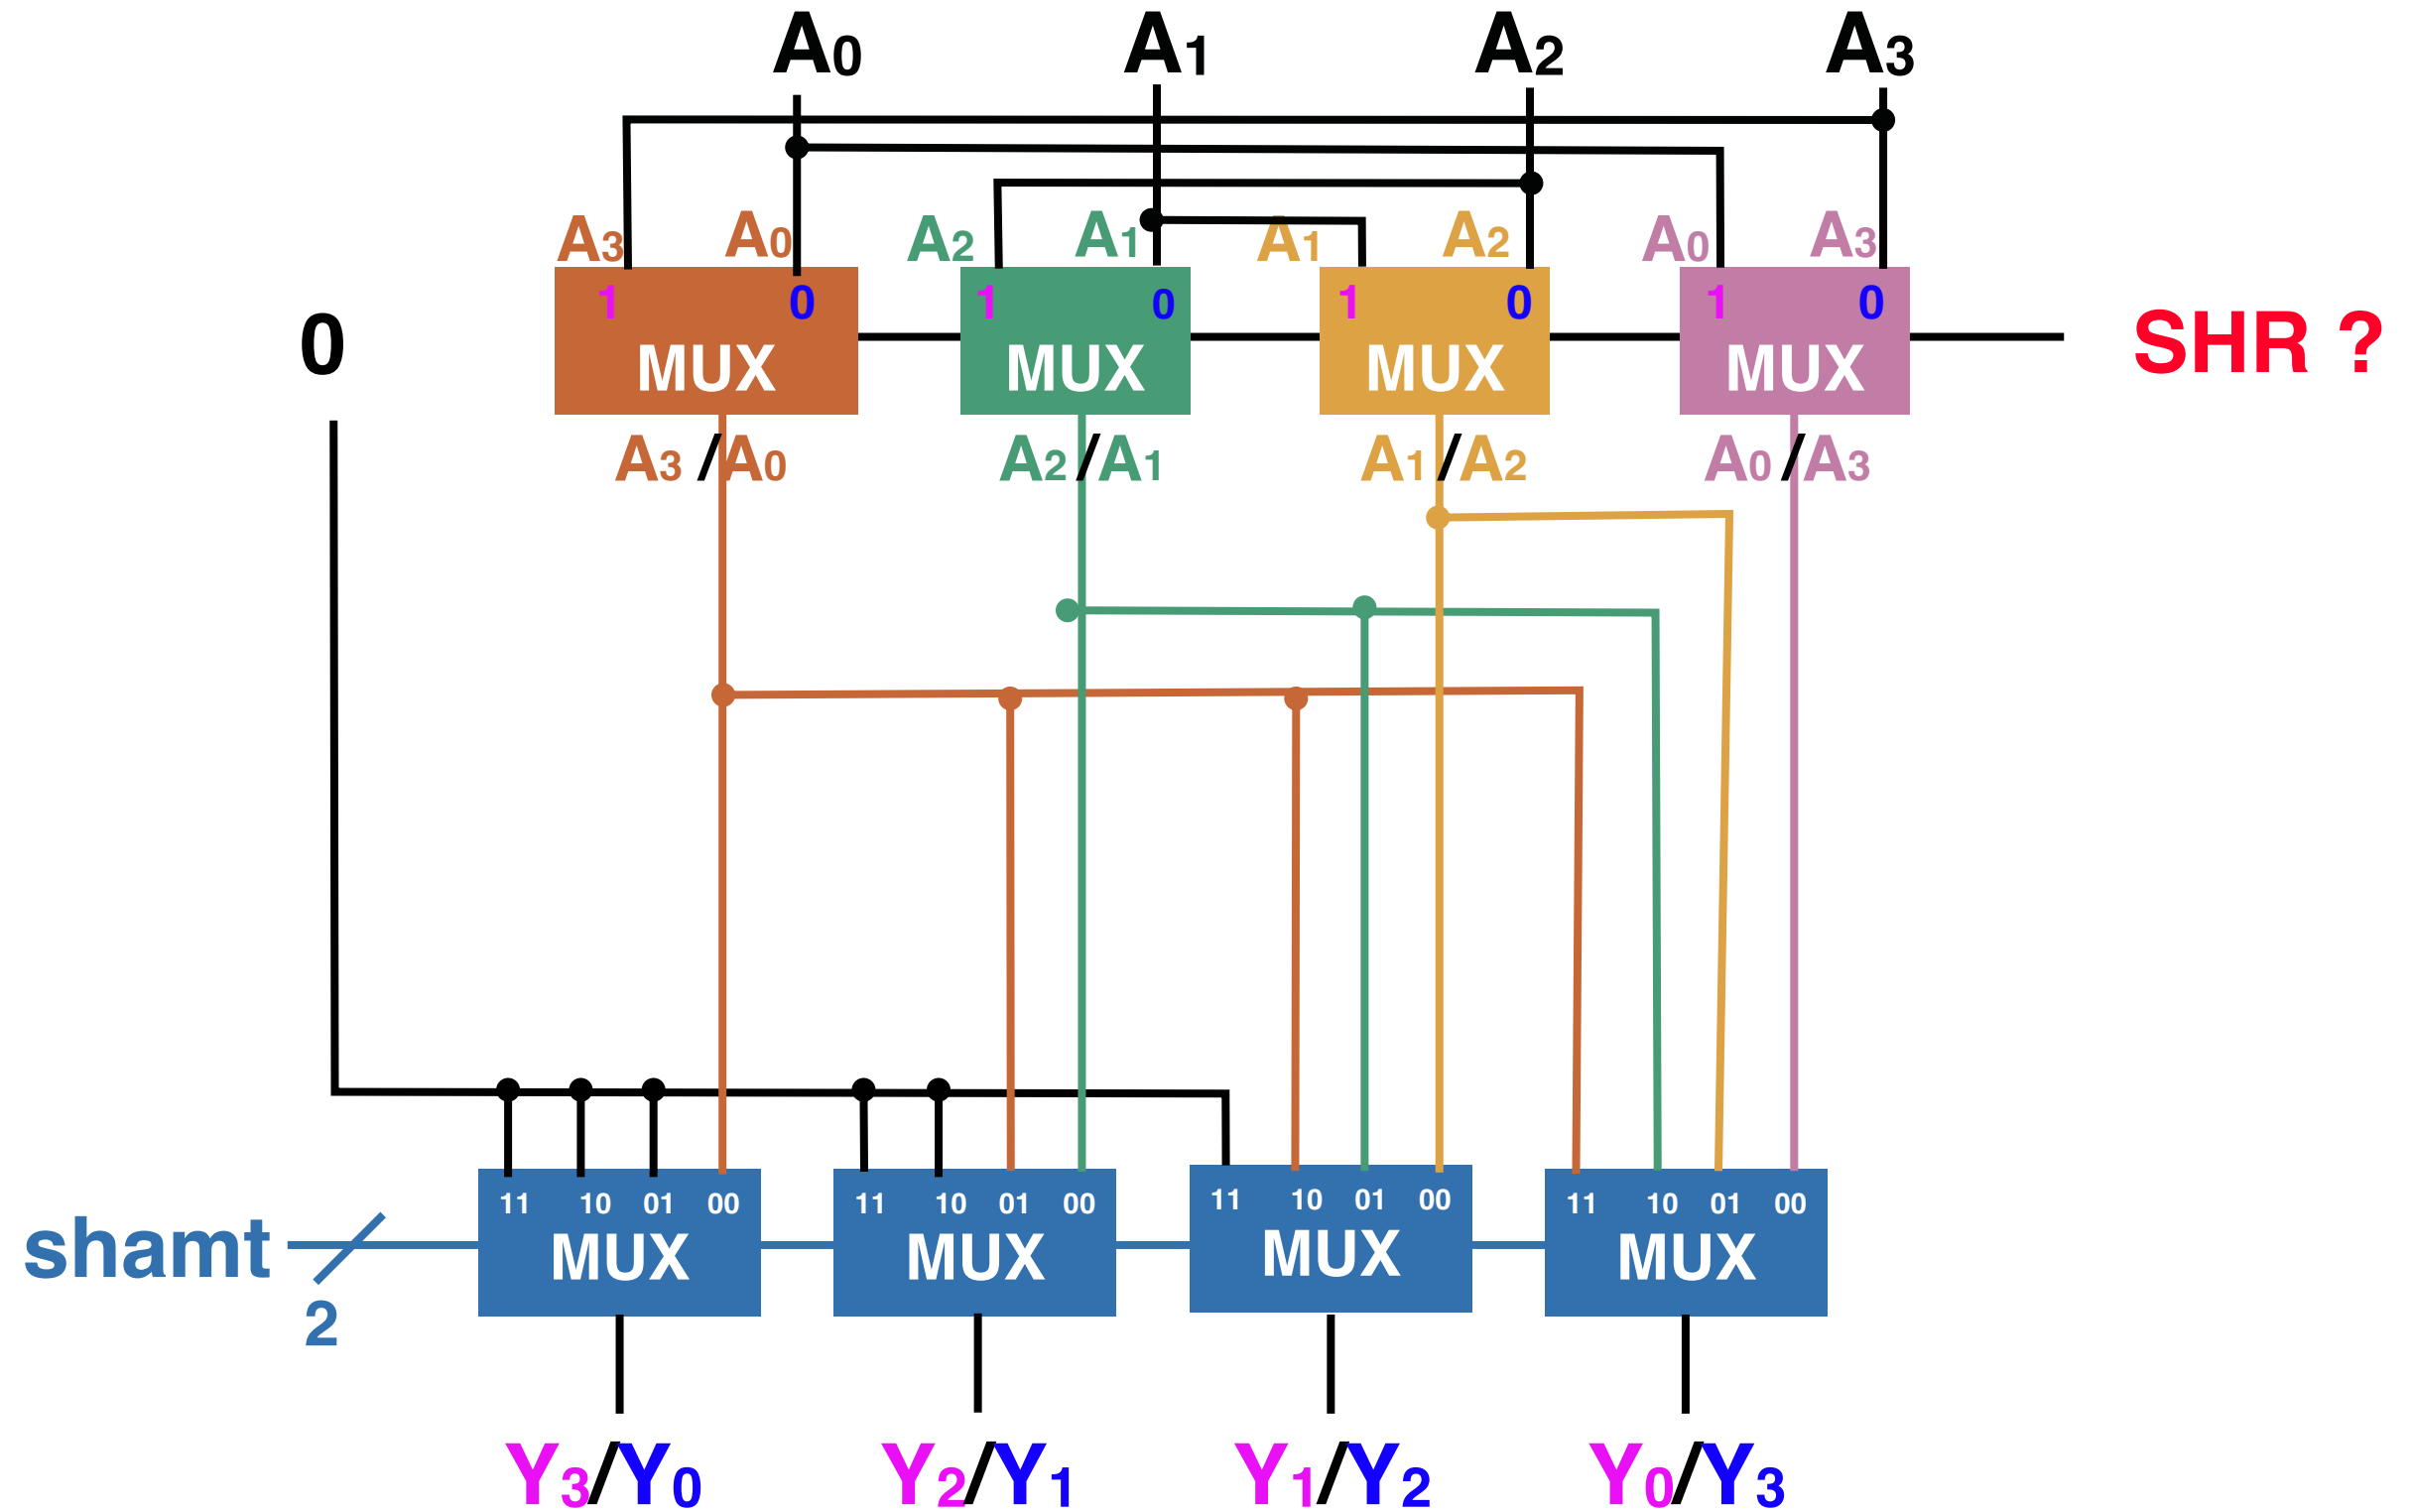 A0 A1 A2 A3
A3 A0 A2 A1 A1 A2 A0 A3
1 0 1 0 1 0 1 0
0 MUX MUX MUX MUX SHR ?
A3 / A0 A2 / A1 A1 / A2 A0 / A3
11 10 01 00 11 10 01 00 11 10 01 00 11 10 01 00
shamt MUX MUX MUX MUX
2
Y3/Y0 Y2/Y1 Y1/Y2 Y0/Y3